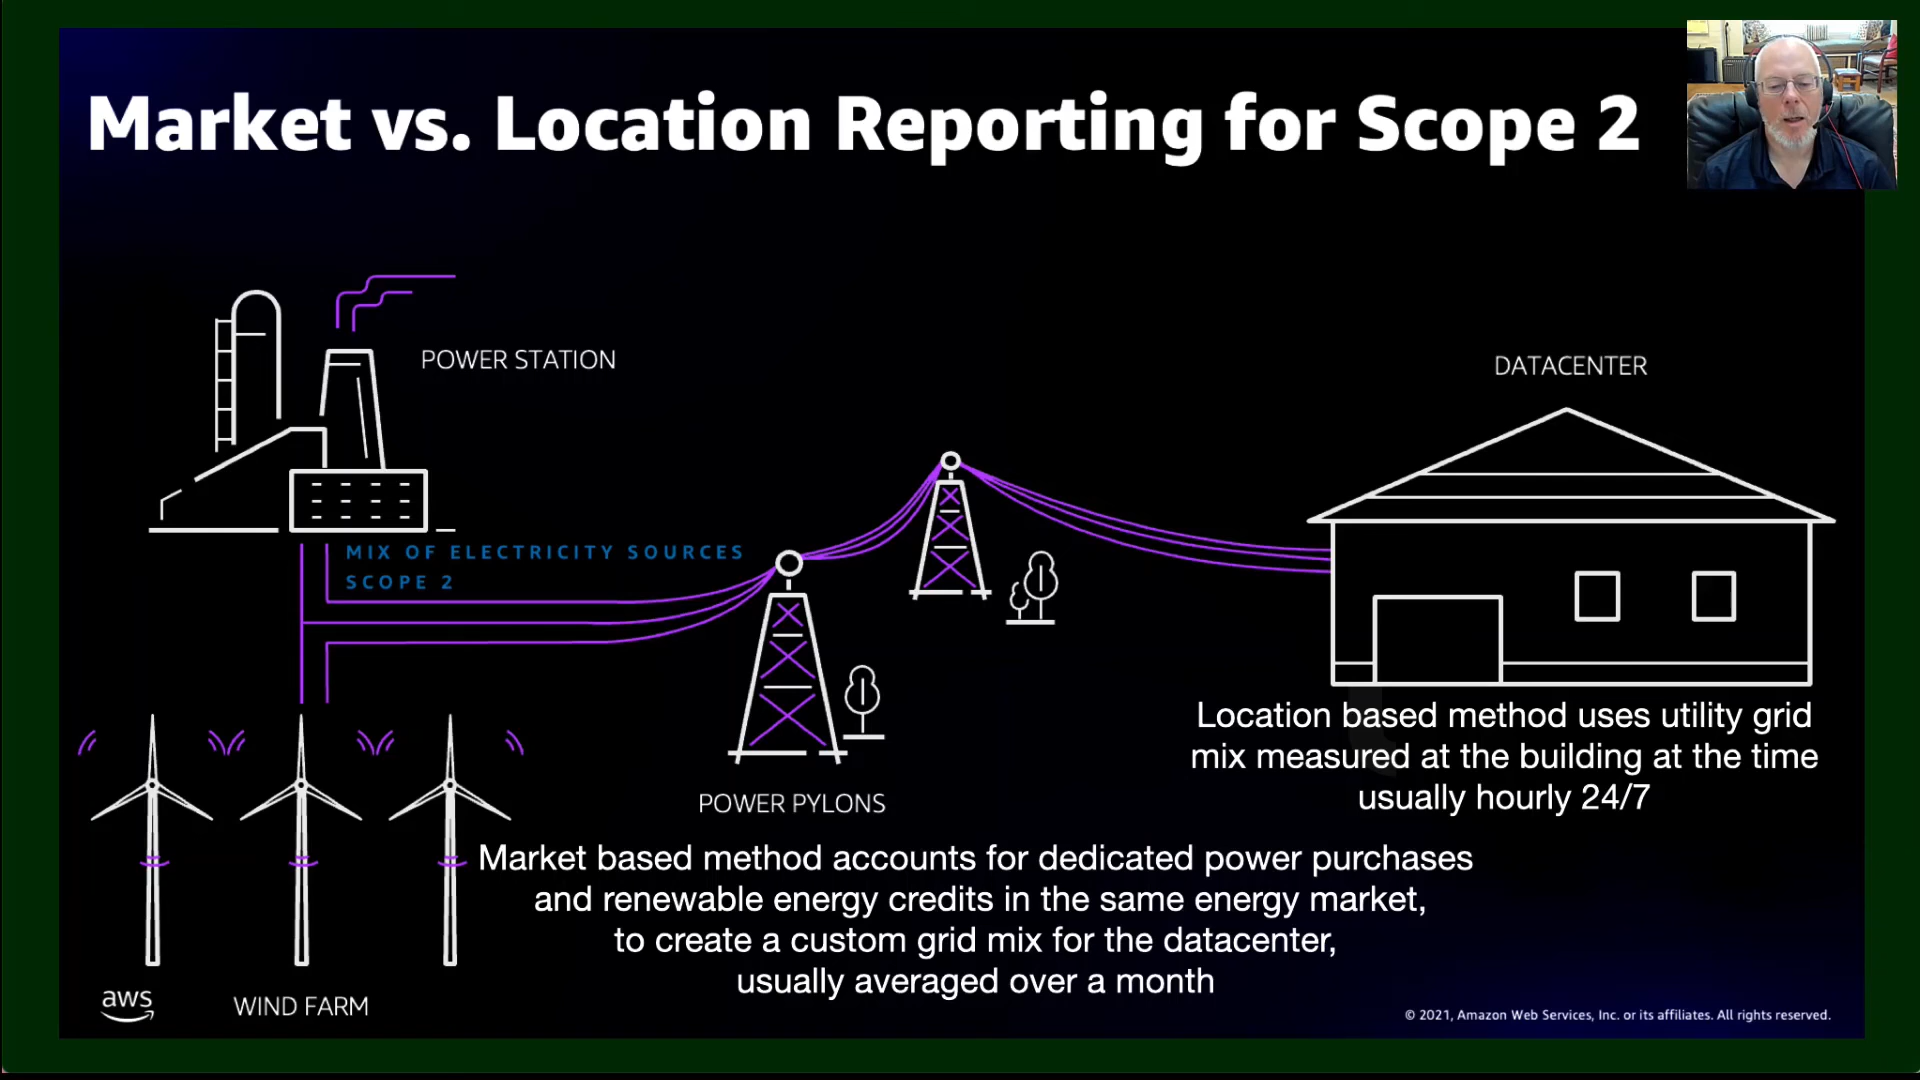 Market vs. Location Reporting for Scope 2
POWER STATION
DATACENTER
MIX OF ELECTRICITY SOURCES
SCOPE 2
Location based method uses utility grid
mix measured at the building at the time
usually hourly 24/7
POWER PYLONS
Market based method accounts for dedicated power purchases
and renewable energy credits in the same energy market,
to create a custom grid mix for the datacenter,
usually averaged over a month
aws
WIND FARM
© 2021, Amazon Web Services, Inc. or its affiliates. All rights reserved.